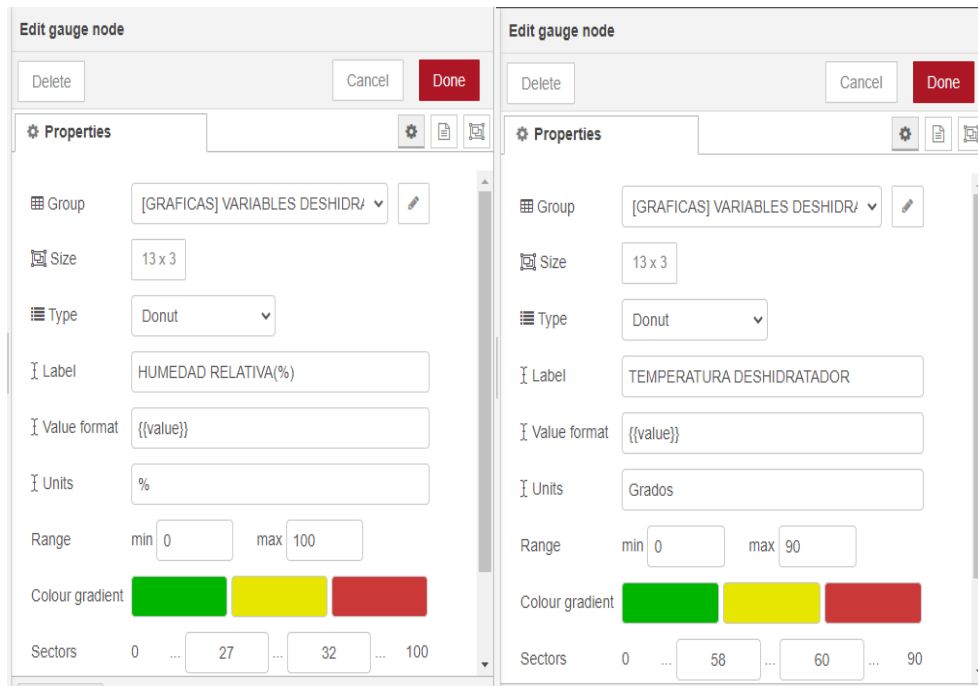 Edit gauge node
Delete Cancel Done
Properties
Group [GRAFICAS] VARIABLES DESHIDRA
Size 13 x 3
Type Donut
Label HUMEDAD RELATIVA(%)
Value format {{value}}
Units %
Range min 0 max 100
Colour gradient
Sectors 0 ... 27 ... 32 ... 100
Edit gauge node
Delete Cancel Done
Properties
Group [GRAFICAS] VARIABLES DESHIDRA
Size 13 x 3
Type Donut
Label TEMPERATURA DESHIDRATADOR
Value format {{value}}
Units Grados
Range min 0 max 90
Colour gradient
Sectors 0 ... 58 ... 60 ... 90